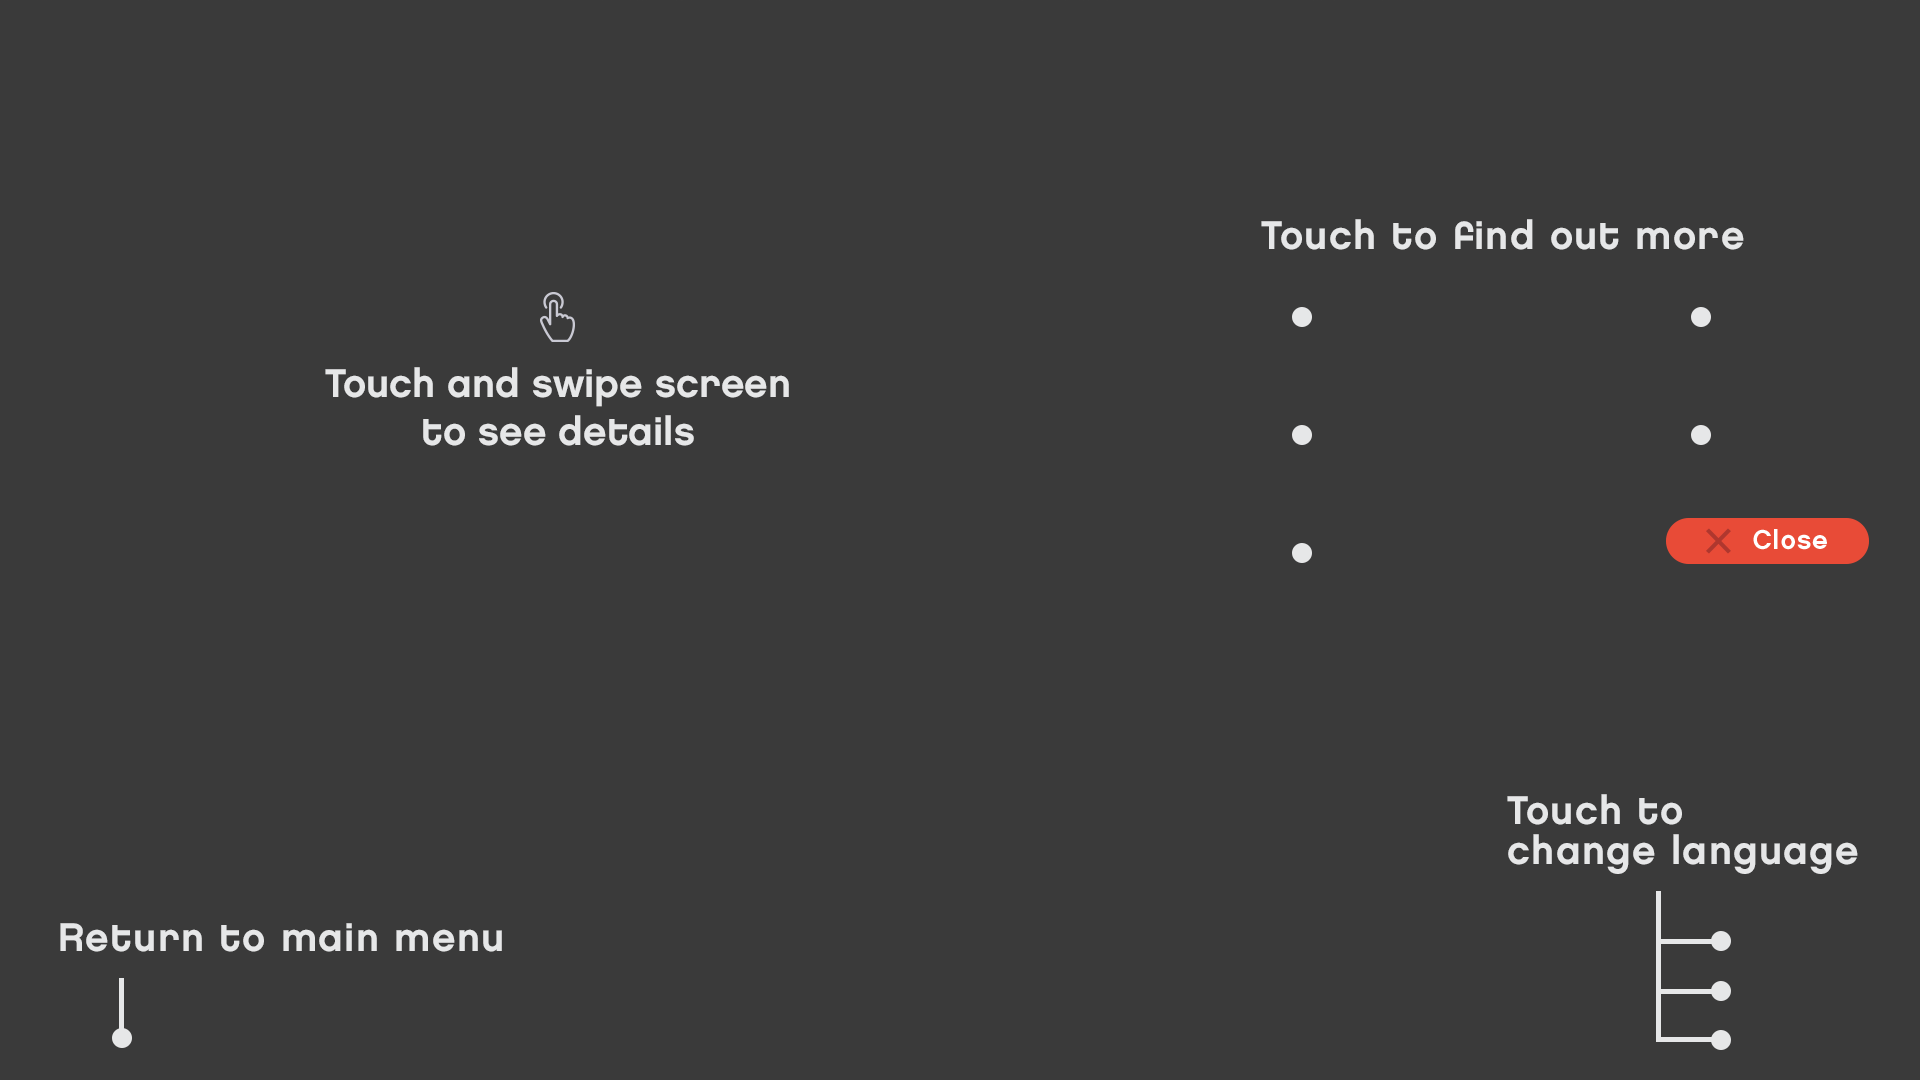 Touch to find out more
Touch and swipe screen
to see details
Close
Touch to
change language
Return to main menu